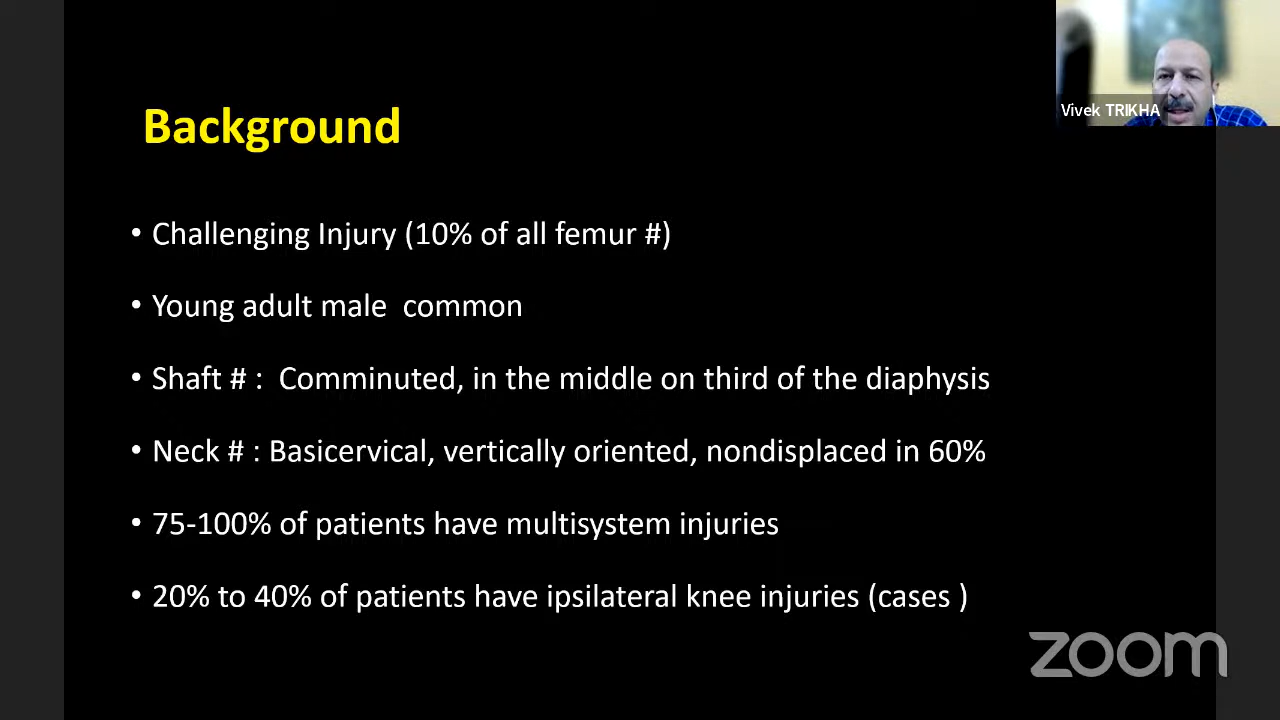 Vivek TRIKHA
Background
• Challenging Injury (10% of all femur #)
• Young adult male  common
• Shaft # :  Comminuted, in the middle on third of the diaphysis
• Neck # : Basicervical, vertically oriented, nondisplaced in 60%
• 75-100% of patients have multisystem injuries
• 20% to 40% of patients have ipsilateral knee injuries (cases )
zoom